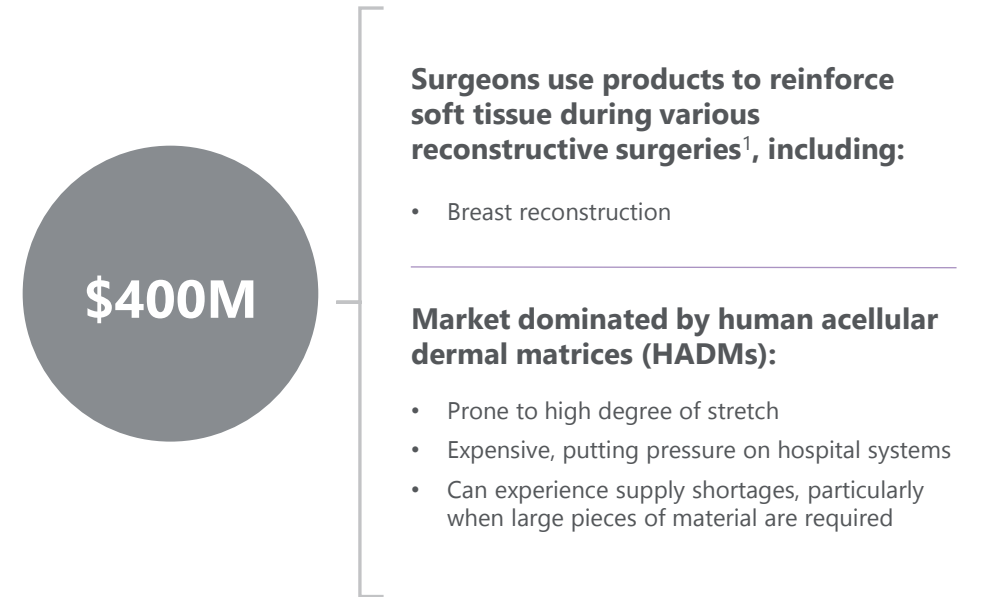 $400M
Surgeons use products to reinforce
soft tissue during various
reconstructive surgeries¹, including:
• Breast reconstruction
Market dominated by human acellular
dermal matrices (HADMs):
• Prone to high degree of stretch
• Expensive, putting pressure on hospital systems
• Can experience supply shortages, particularly
when large pieces of material are required